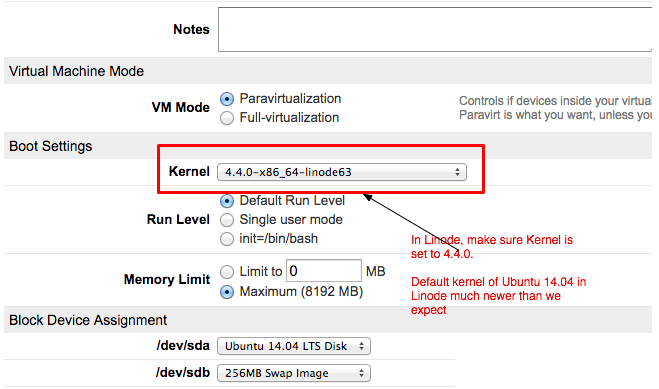 Notes
Virtual Machine Mode
VM Mode
Paravirtualization
Full-virtualization
Controls if devices inside your virtual
Paravirt is what you want, unless you
Boot Settings
Kernel
4.4.0-x86_64-linode63
Run Level
Default Run Level
Single user mode
init=/bin/bash
In Linode, make sure Kernel is
set to 4.4.0.
Default kernel of Ubuntu 14.04 in
Linode much newer than we
expect
Memory Limit
Limit to 0 MB
Maximum (8192 MB)
Block Device Assignment
/dev/sda
Ubuntu 14.04 LTS Disk
/dev/sdb
256MB Swap Image